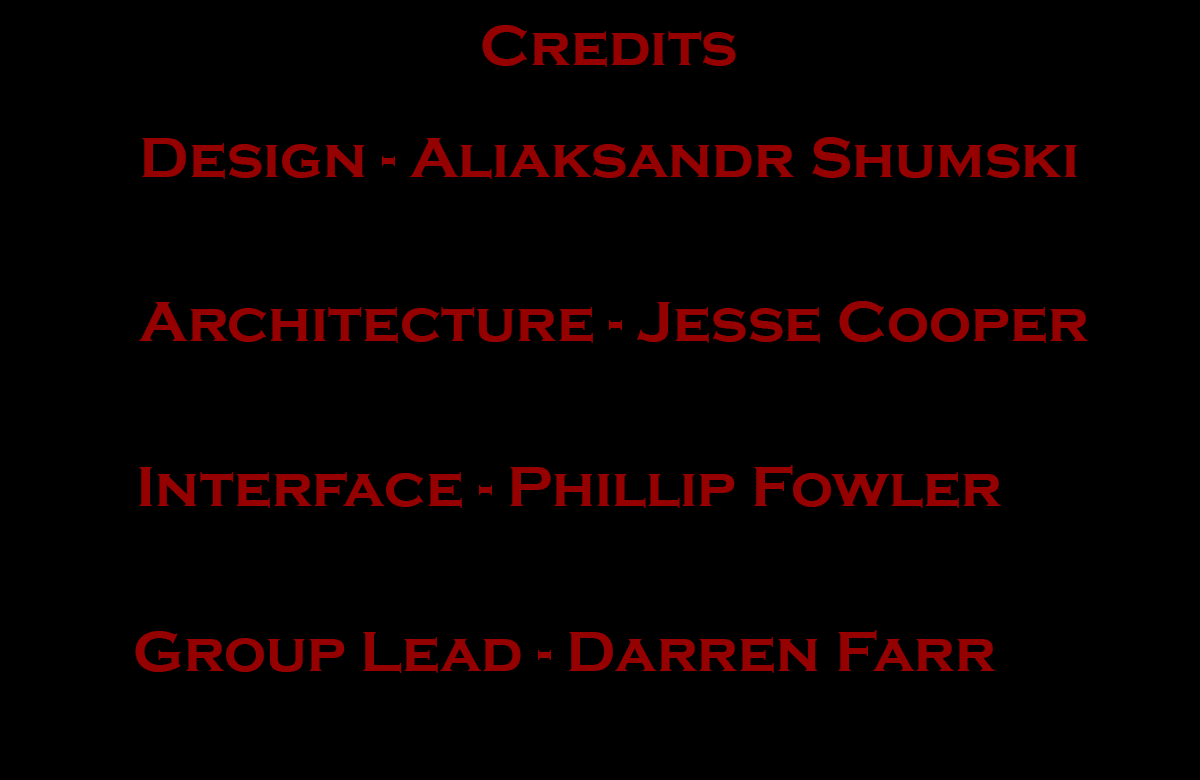 Credits
Design - Aliaksandr Shumski
Architecture - Jesse Cooper
Interface - Phillip Fowler
Group Lead - Darren Farr